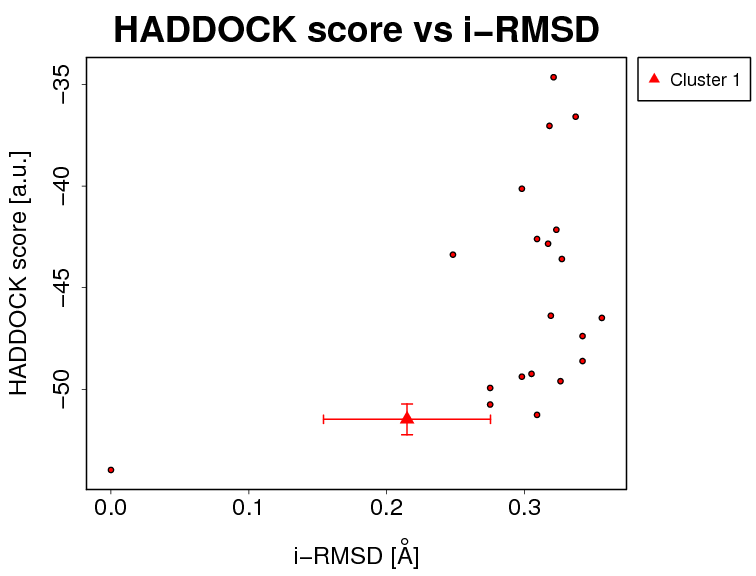 HADDOCK score vs i−RMSD
Cluster 1
HADDOCK score [a.u.]
−35
−40
−45
−50
0.0 0.1 0.2 0.3
i−RMSD [Å]